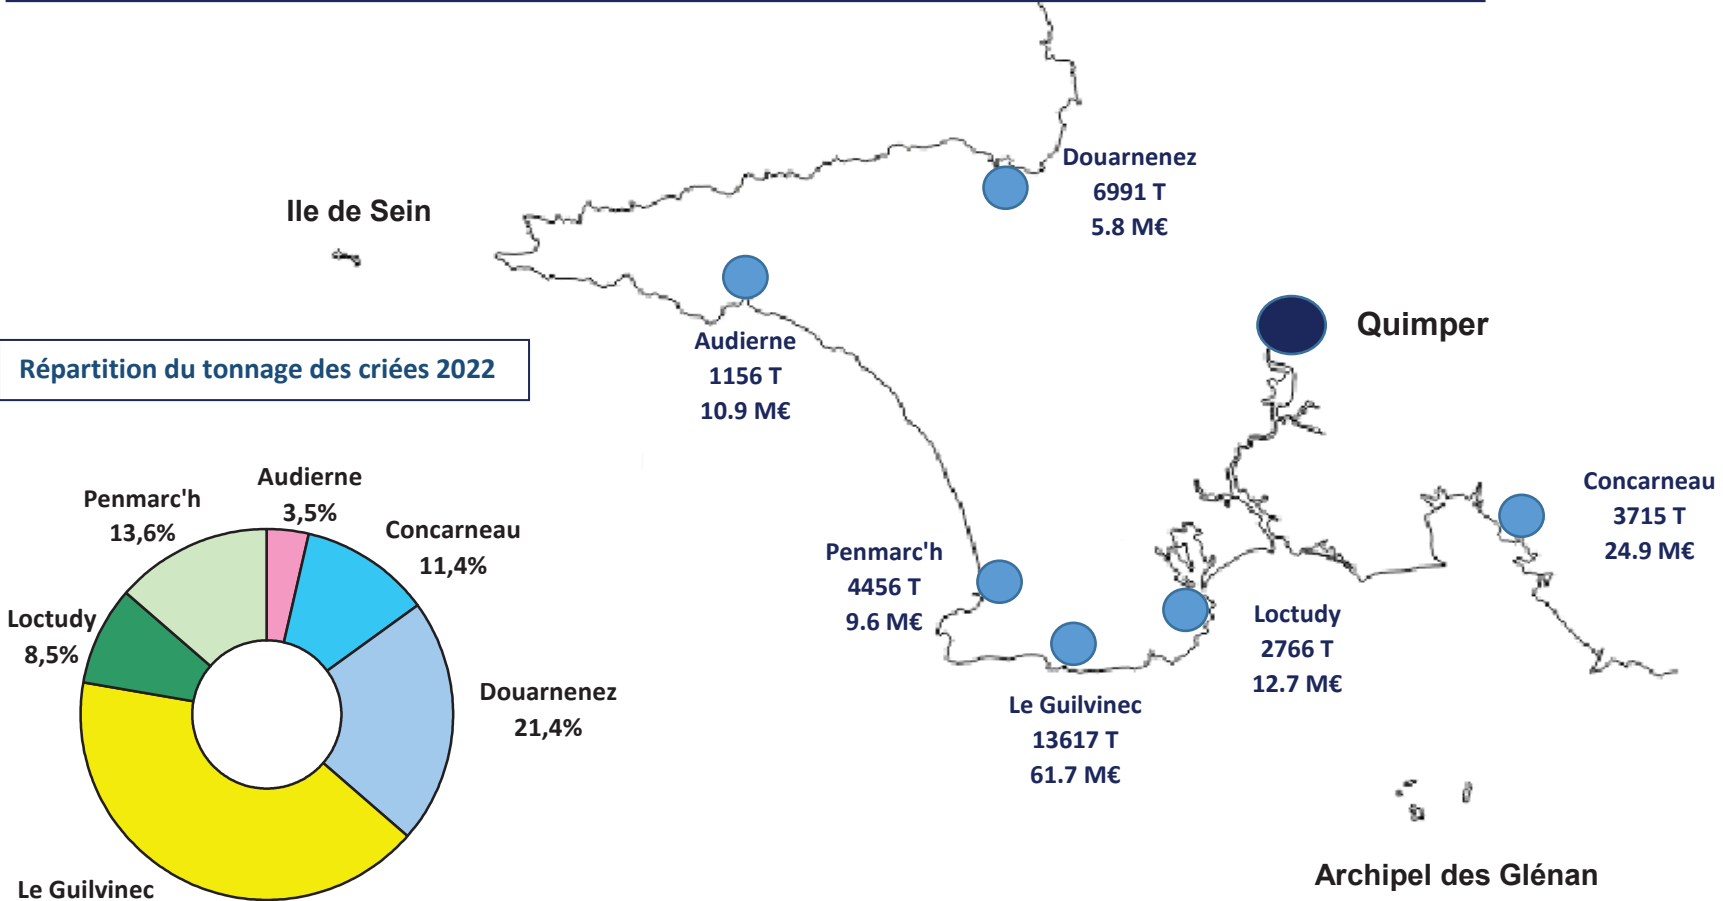 Douarnenez
6991 T
5.8 M€
Ile de Sein
Quimper
Audierne
1156 T
10.9 M€
Répartition du tonnage des criées 2022
Audierne
3,5%
Penmarc'h
13,6%
Concarneau
11,4%
Loctudy
8,5%
Douarnenez
21,4%
Le Guilvinec
Concarneau
3715 T
24.9 M€
Penmarc'h
4456 T
9.6 M€
Loctudy
2766 T
12.7 M€
Le Guilvinec
13617 T
61.7 M€
Archipel des Glénan